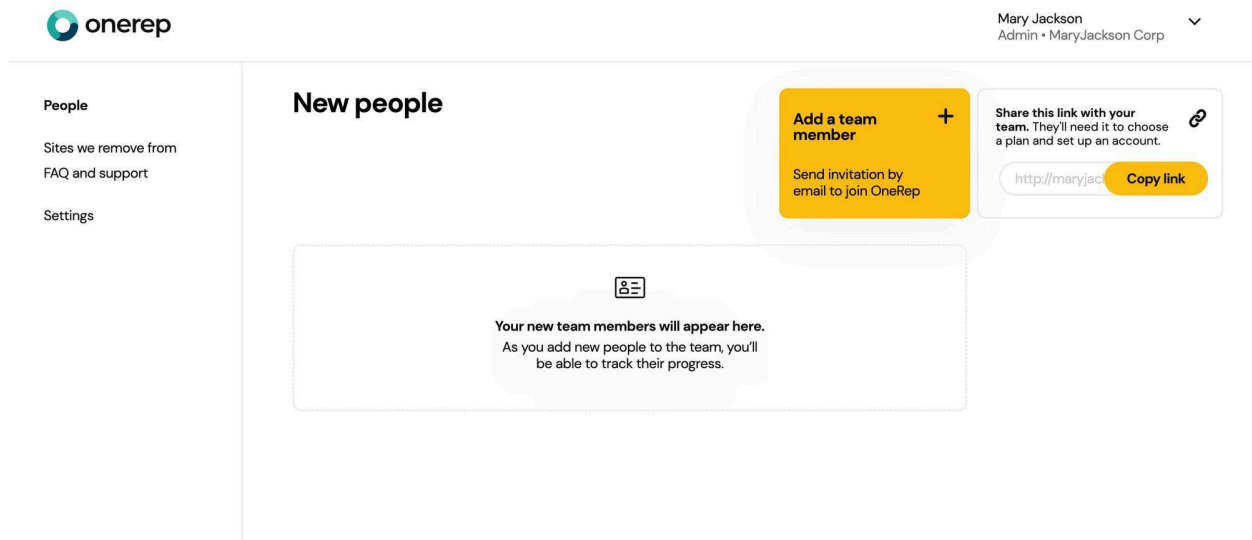 onerep
Mary Jackson
Admin • MaryJackson Corp
People
Sites we remove from
FAQ and support
Settings
New people
Add a team
member
Send invitation by
email to join OneRep
Share this link with your
team. They'll need it to choose
a plan and set up an account.
http://maryjac
Copy link
Your new team members will appear here.
As you add new people to the team, you'll
be able to track their progress.